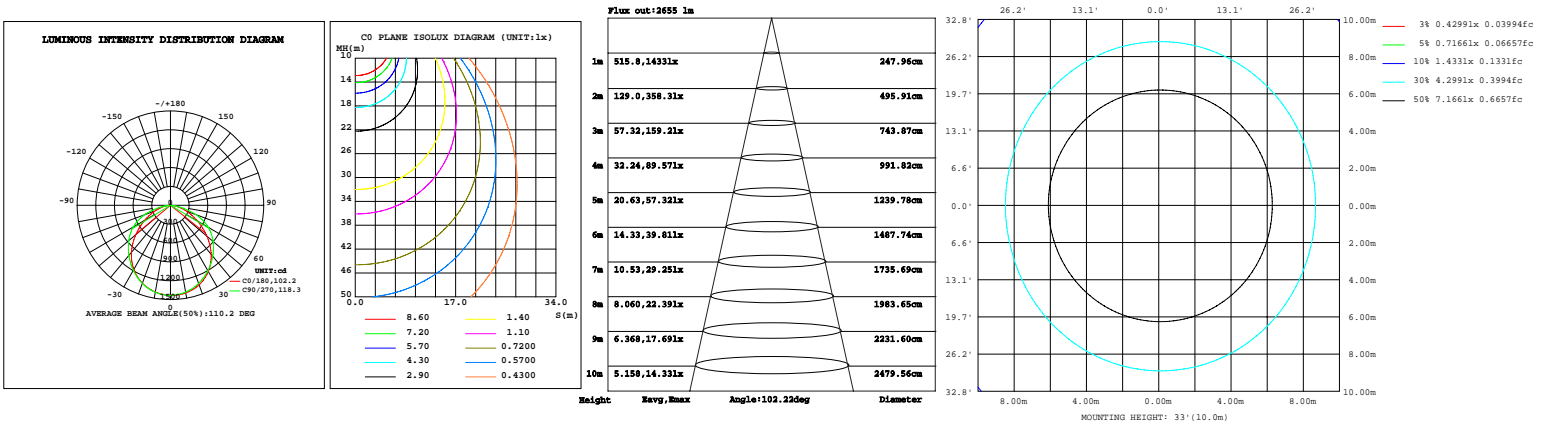 LUMINOUS INTENSITY DISTRIBUTION DIAGRAM
-/+180
-150 150
-120 120
-90 90
0
300
600
900
1200
1500
60
-30 30
0
UNIT:cd
C0/180,102.2
C90/270,118.3
AVERAGE BEAM ANGLE(50%):110.2 DEG
C0 PLANE ISOLUX DIAGRAM (UNIT:lx)
MH(m)
10
14
18
22
26
30
34
38
42
46
50
0.0 17.0 34.0
S(m)
8.60 1.40
7.20 1.10
5.70 0.7200
4.30 0.5700
2.90 0.4300
Flux out:2655 lm
1m 515.8,1433lx 247.96cm
2m 129.0,358.3lx 495.91cm
3m 57.32,159.2lx 743.87cm
4m 32.24,89.57lx 991.82cm
5m 20.63,57.32lx 1239.78cm
6m 14.33,39.81lx 1487.74cm
7m 10.53,29.25lx 1735.69cm
8m 8.060,22.39lx 1983.65cm
9m 6.368,17.69lx 2231.60cm
10m 5.158,14.33lx 2479.56cm
Height Eavg,Emax Angle:102.22deg Diameter
26.2' 13.1' 0.0' 13.1' 26.2'
32.8' 10.00m
26.2' 8.00m
19.7' 6.00m
13.1' 4.00m
6.6' 2.00m
0.0' 0.00m
6.6' 2.00m
13.1' 4.00m
19.7' 6.00m
26.2' 8.00m
32.8' 10.00m
8.00m 4.00m 0.00m 4.00m 8.00m
MOUNTING HEIGHT: 33'(10.0m)
3% 0.4299lx 0.03994fc
5% 0.7166lx 0.06657fc
10% 1.433lx 0.1331fc
30% 4.299lx 0.3994fc
50% 7.166lx 0.6657fc